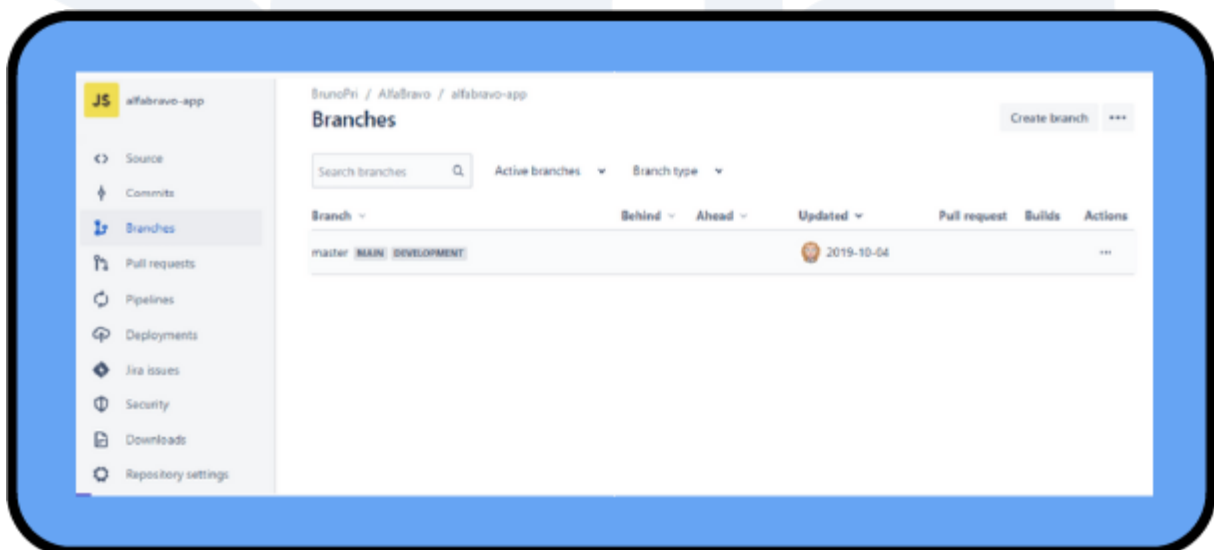 JS alfabravo-app
Source
Commits
Branches
Pull requests
Pipelines
Deployments
Jira issues
Security
Downloads
Repository settings
BrunoPri / AlfaBravo / alfabravo-app
Branches
Create branch
Search branches Active branches Branch type
Branch Behind Ahead Updated Pull request Builds Actions
master MAIN DEVELOPMENT 2019-10-04